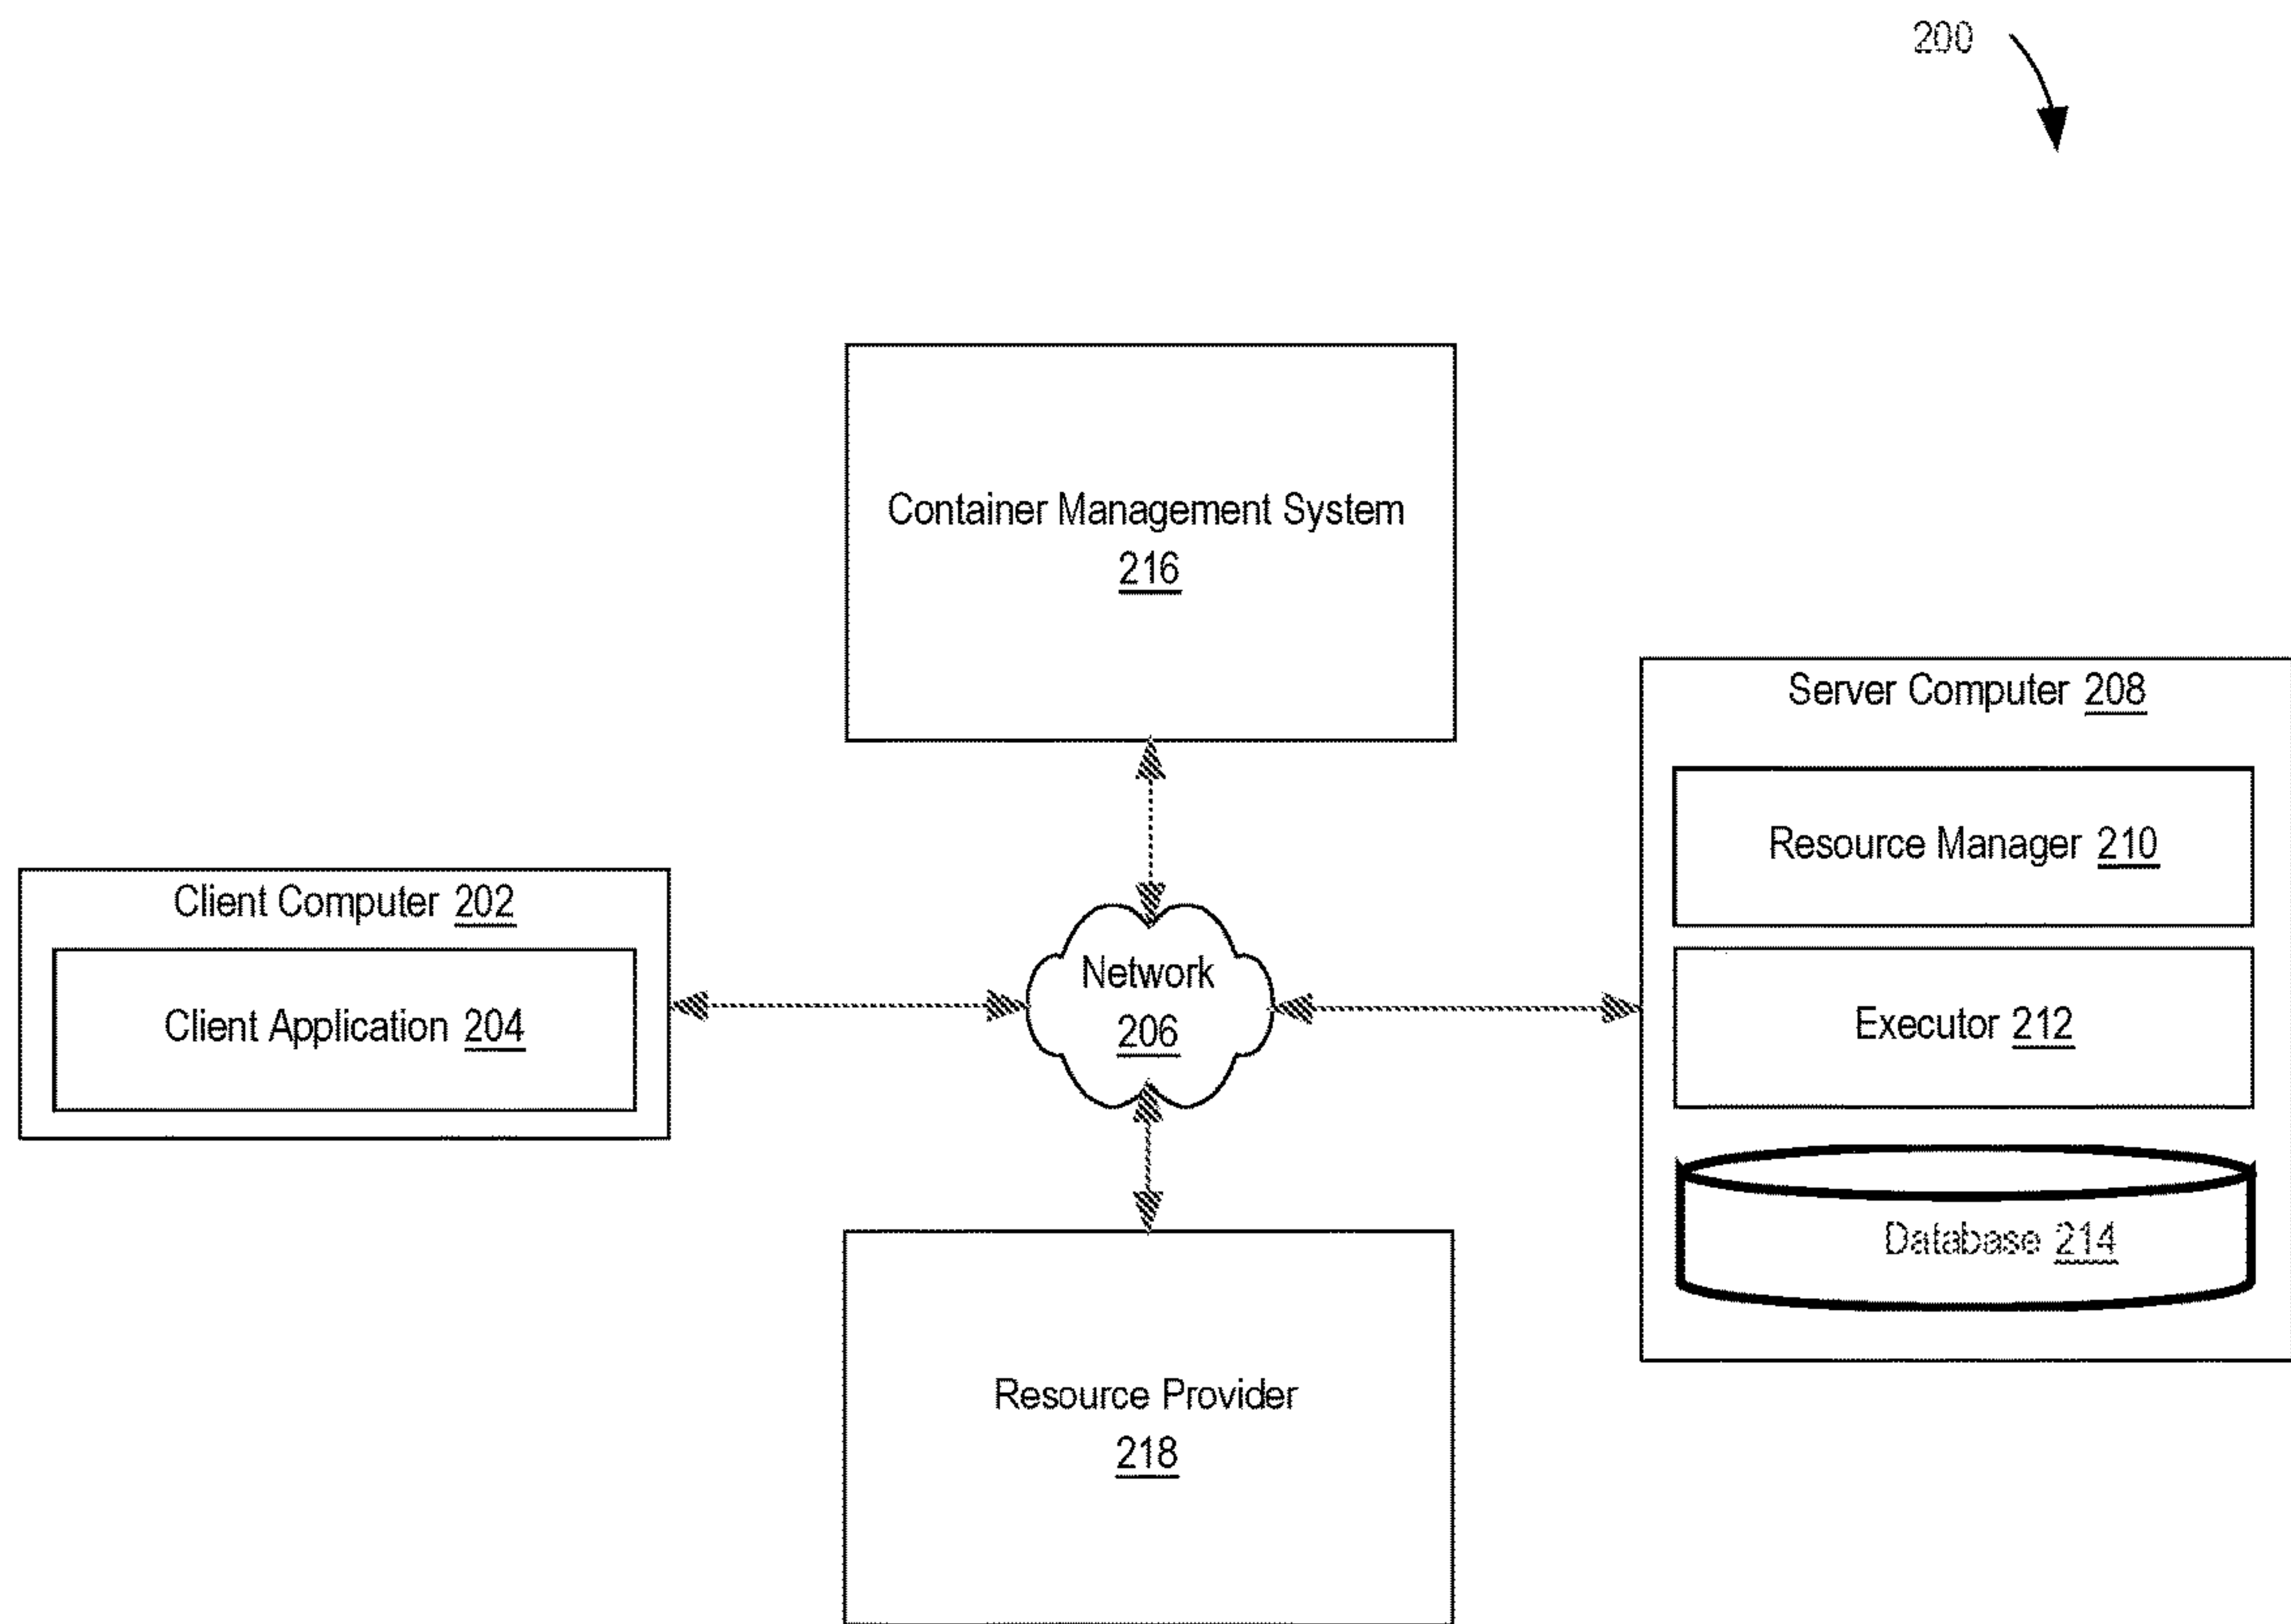 200
Container Management System
216
Server Computer 208
Resource Manager 210
Client Computer 202
Client Application 204
Network
206
Executor 212
Database 214
Resource Provider
218